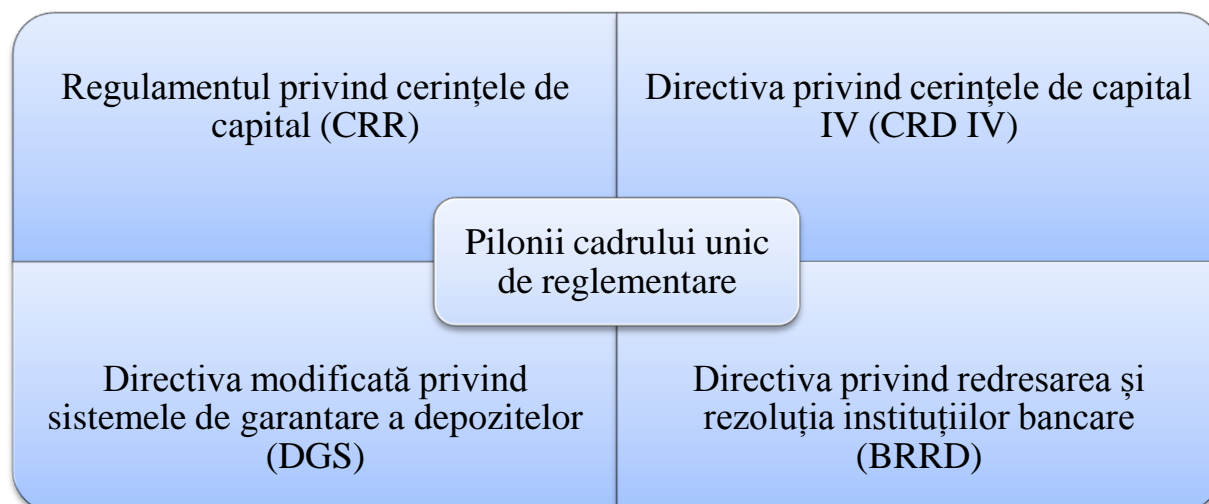 Regulamentul privind cerințele de
capital (CRR)
Directiva privind cerințele de capital
IV (CRD IV)
Pilonii cadrului unic
de reglementare
Directiva modificată privind
sistemele de garantare a depozitelor
(DGS)
Directiva privind redresarea și
rezoluția instituțiilor bancare
(BRRD)